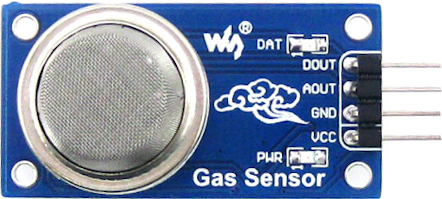 W®
DAT
DOUT
AOUT
GND
VCC
PWR
Gas Sensor